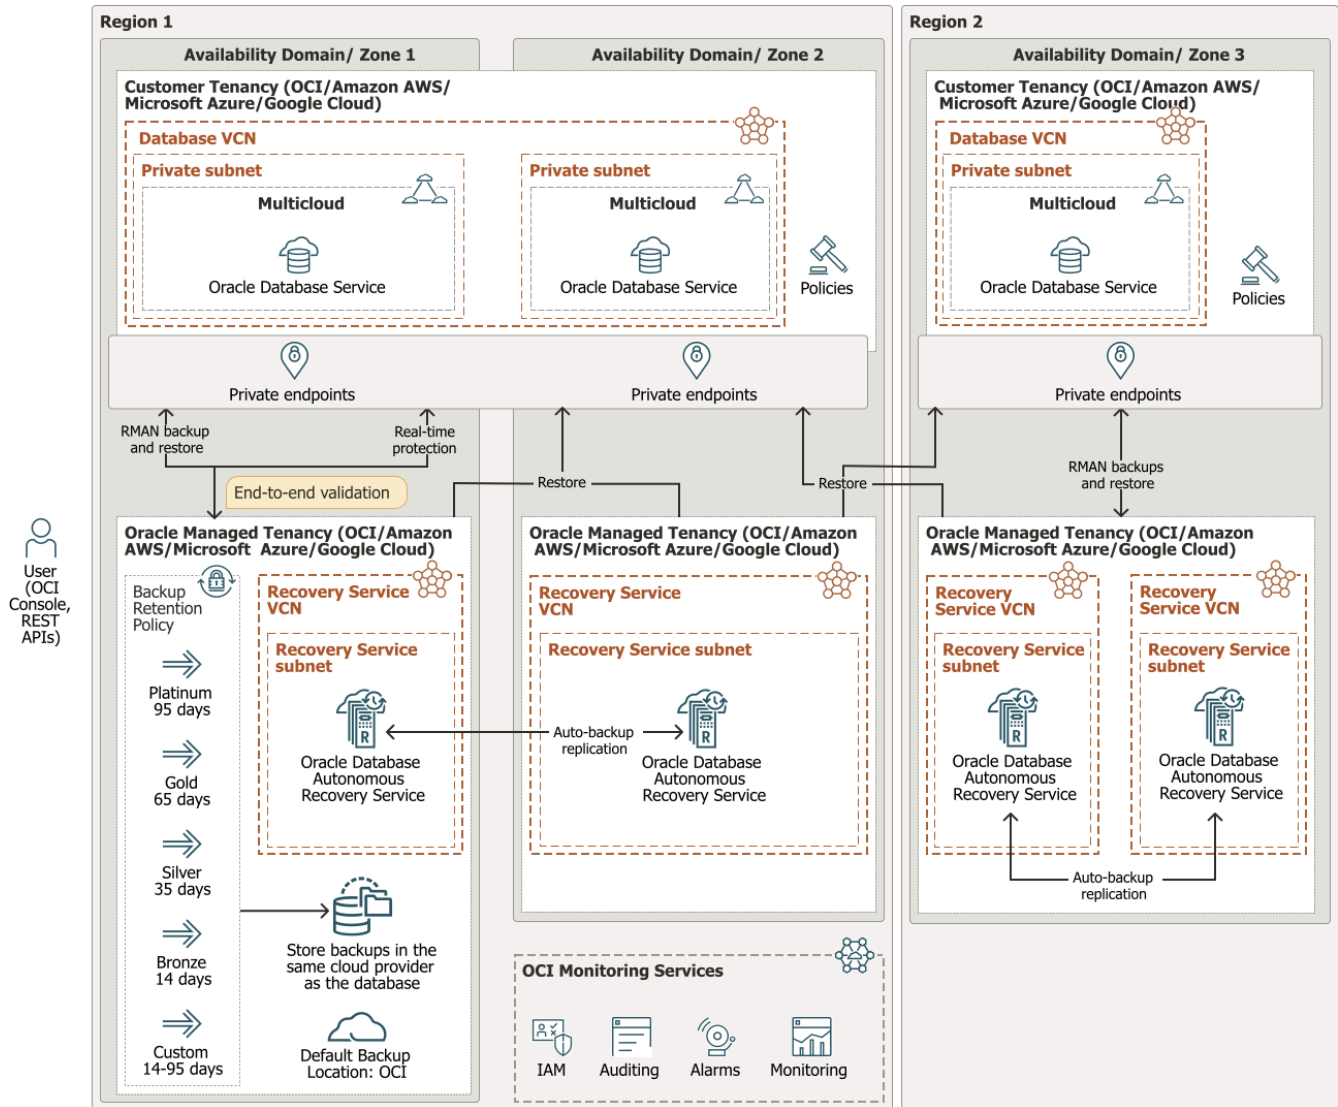 Region 1
Region 2
Availability Domain/ Zone 1
Availability Domain/ Zone 2
Availability Domain/ Zone 3
Customer Tenancy (OCI/Amazon AWS/
Microsoft Azure/Google Cloud)
Customer Tenancy (OCI/Amazon AWS/
Microsoft Azure/Google Cloud)
Database VCN
Database VCN
Private subnet
Private subnet
Private subnet
Multicloud
Multicloud
Multicloud
Oracle Database Service
Oracle Database Service
Policies
Oracle Database Service
Policies
Private endpoints
Private endpoints
Private endpoints
RMAN backup
and restore
Real-time
protection
End-to-end validation
Restore
Restore
RMAN backups
and restore
User
(OCI
Console,
REST
APIs)
Oracle Managed Tenancy (OCI/Amazon
AWS/Microsoft Azure/Google Cloud)
Backup
Retention
Policy
Platinum
95 days
Gold
65 days
Silver
35 days
Bronze
14 days
Custom
14-95 days
Recovery Service
VCN
Recovery Service
subnet
R
Oracle Database
Autonomous
Recovery Service
Store backups in the
same cloud provider
as the database
Default Backup
Location: OCI
Auto-backup
replication
Oracle Managed Tenancy (OCI/Amazon
AWS/Microsoft Azure/Google Cloud)
Recovery Service
VCN
Recovery Service subnet
R
Oracle Database
Autonomous
Recovery Service
OCI Monitoring Services
IAM
Auditing
Alarms
Monitoring
Oracle Managed Tenancy (OCI/Amazon
AWS/Microsoft Azure/Google Cloud)
Recovery
Service VCN
Recovery Service
subnet
R
Oracle Database
Autonomous
Recovery Service
Recovery
Service VCN
Recovery Service
subnet
R
Oracle Database
Autonomous
Recovery Service
Auto-backup
replication